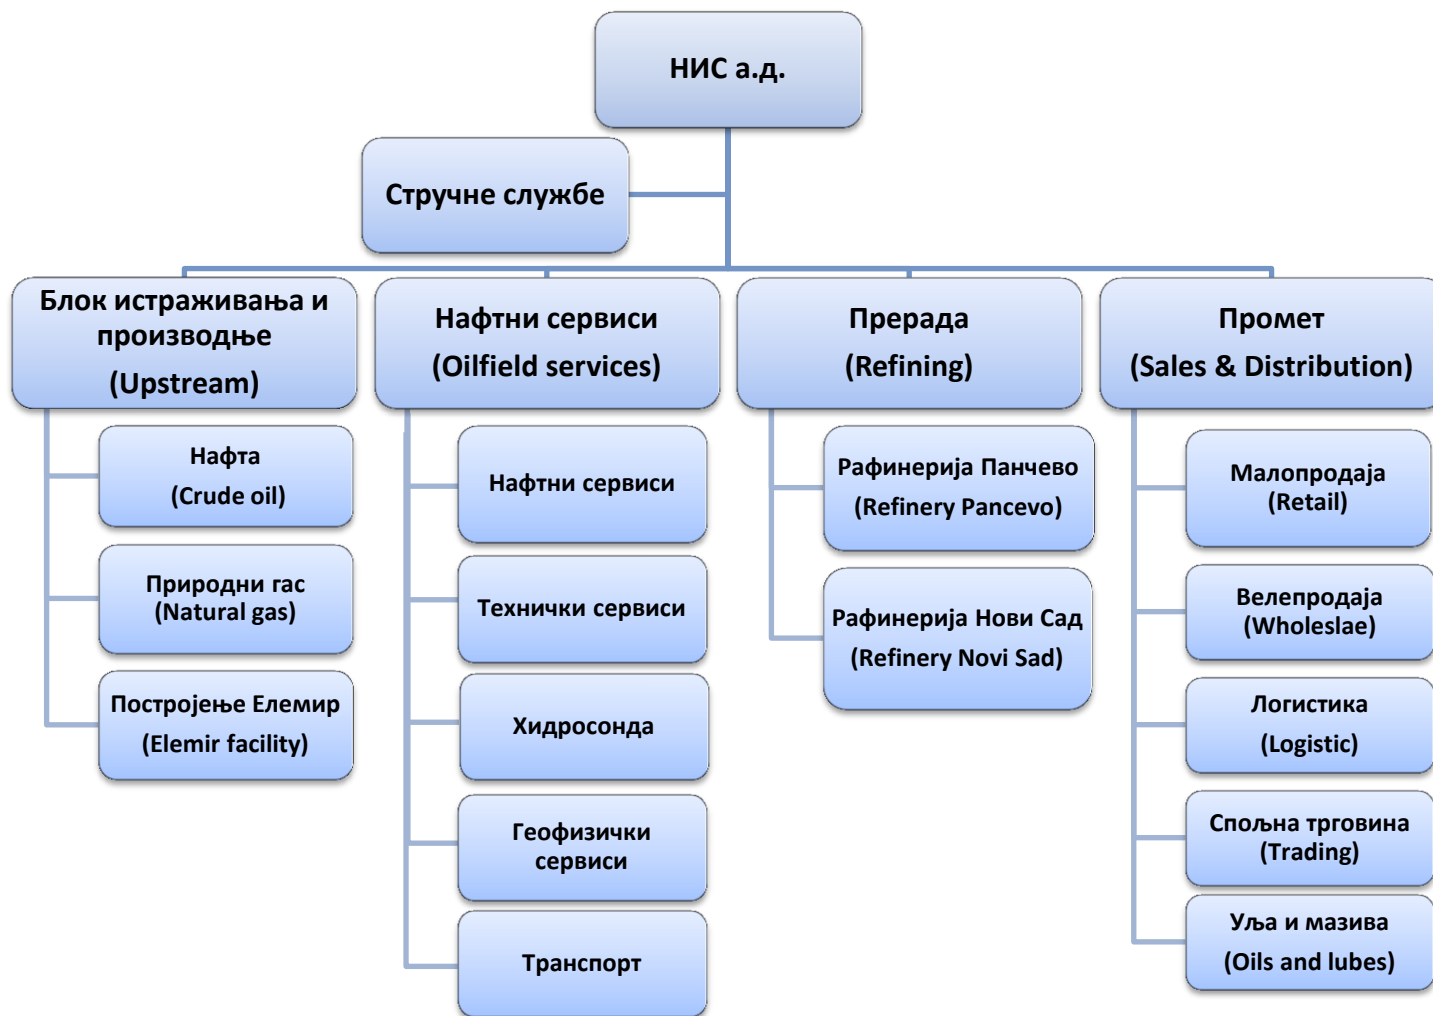 НИС а.д.
Стручне службе
Блок истраживања и
производње
(Upstream)
Нафта
(Crude oil)
Природни гас
(Natural gas)
Постројење Елемир
(Elemir facility)
Нафтни сервиси
(Oilfield services)
Нафтни сервиси
Технички сервиси
Хидросонда
Геофизички
сервиси
Транспорт
Прерада
(Refining)
Рафинерија Панчево
(Refinery Pancevo)
Рафинерија Нови Сад
(Refinery Novi Sad)
Промет
(Sales & Distribution)
Малопродаја
(Retail)
Велепродаја
(Wholeslae)
Логистика
(Logistic)
Спољна трговина
(Trading)
Уља и мазива
(Oils and lubes)